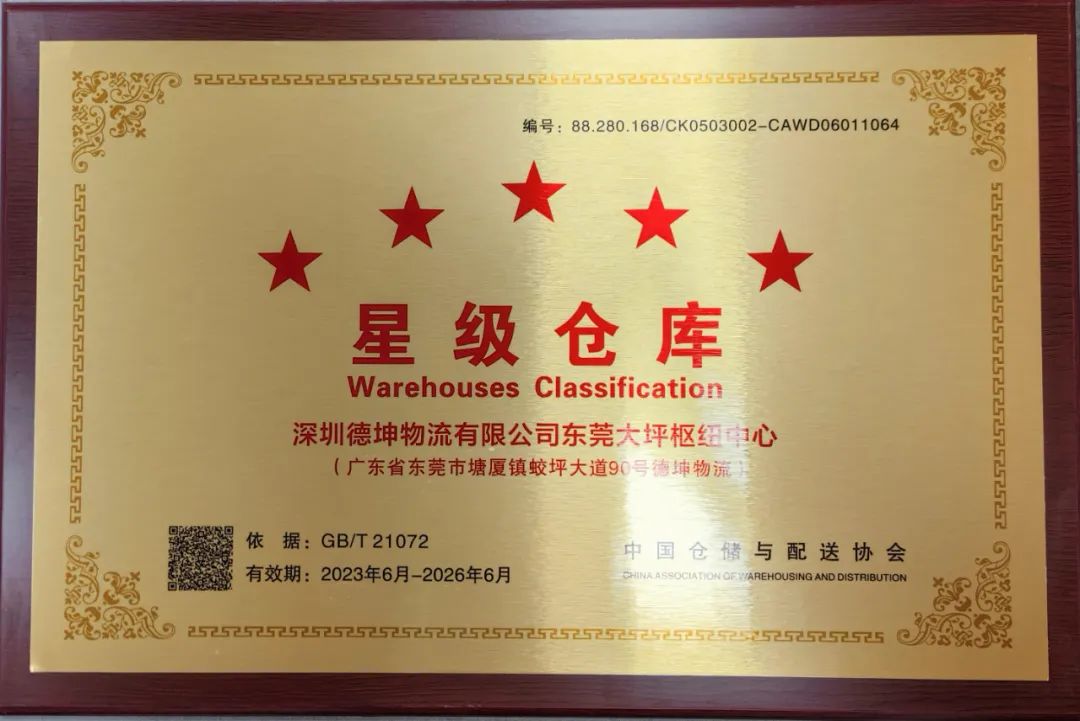 编号：88.280.168/CK0503002-CAWD06011064
星级仓库
Warehouses Classification
深圳德坤物流有限公司东莞大坪枢纽中心
（广东省东莞市塘厦镇蛟坪大道90号德坤物流）
依 据：GB/T 21072
有效期：2023年6月-2026年6月
中国仓储与配送协会
CHINA ASSOCIATION OF WAREHOUSING AND DISTRIBUTION